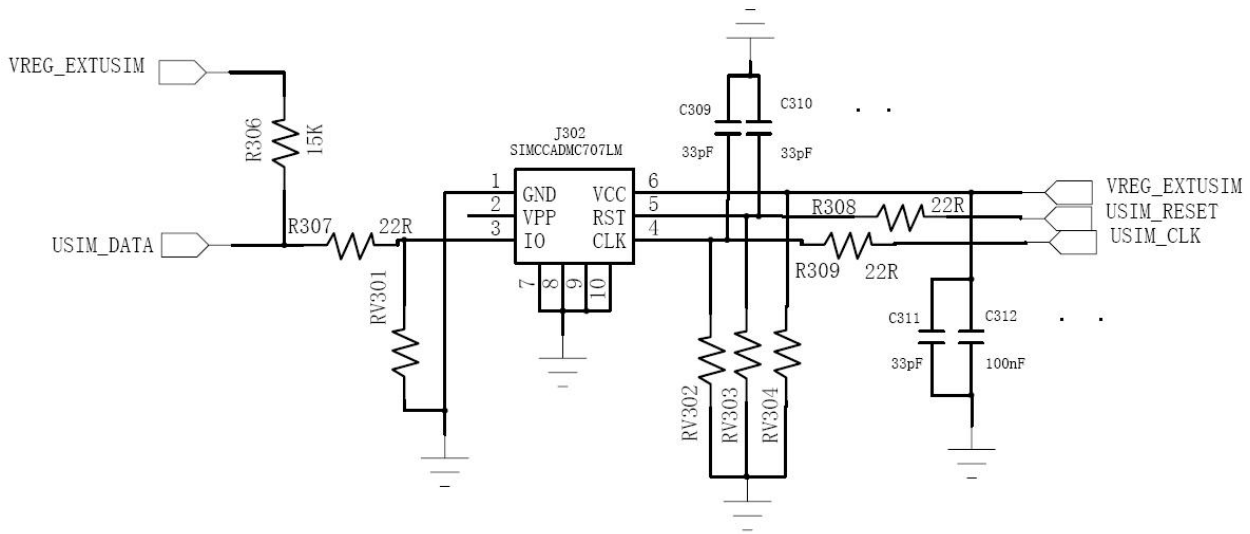 VREG_EXTUSIM
R306
15K
USIM_DATA
R307
22R
RV301
J302
SIMCCADMC707LM
1
GND
VCC
6
2
VPP
RST
5
3
IO
CLK
4
7
8
9
10
C309
C310
33pF
33pF
VREG_EXTUSIM
R308
22R
USIM_RESET
USIM_CLK
R309
22R
RV302
RV303
RV304
C311
C312
33pF
100nF